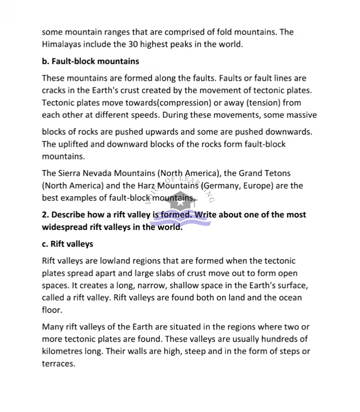 some mountain ranges that are comprised of fold mountains. The
Himalayas include the 30 highest peaks in the world.
b. Fault-block mountains
These mountains are formed along the faults. Faults or fault lines are
cracks in the Earth's crust created by the movement of tectonic plates.
Tectonic plates move towards(compression) or away (tension) from
each other at different speeds. During these movements, some massive
blocks of rocks are pushed upwards and some are pushed downwards.
The uplifted and downward blocks of the rocks form fault-block
mountains.
The Sierra Nevada Mountains (North America), the Grand Tetons
(North America) and the Harz Mountains (Germany, Europe) are the
best examples of fault-block mountains.
2. Describe how a rift valley is formed. Write about one of the most
widespread rift valleys in the world.
c. Rift valleys
Rift valleys are lowland regions that are formed when the tectonic
plates spread apart and large slabs of crust move out to form open
spaces. It creates a long, narrow, shallow space in the Earth's surface,
called a rift valley. Rift valleys are found both on land and the ocean
floor.
Many rift valleys of the Earth are situated in the regions where two or
more tectonic plates are found. These valleys are usually hundreds of
kilometres long. Their walls are high, steep and in the form of steps or
terraces.